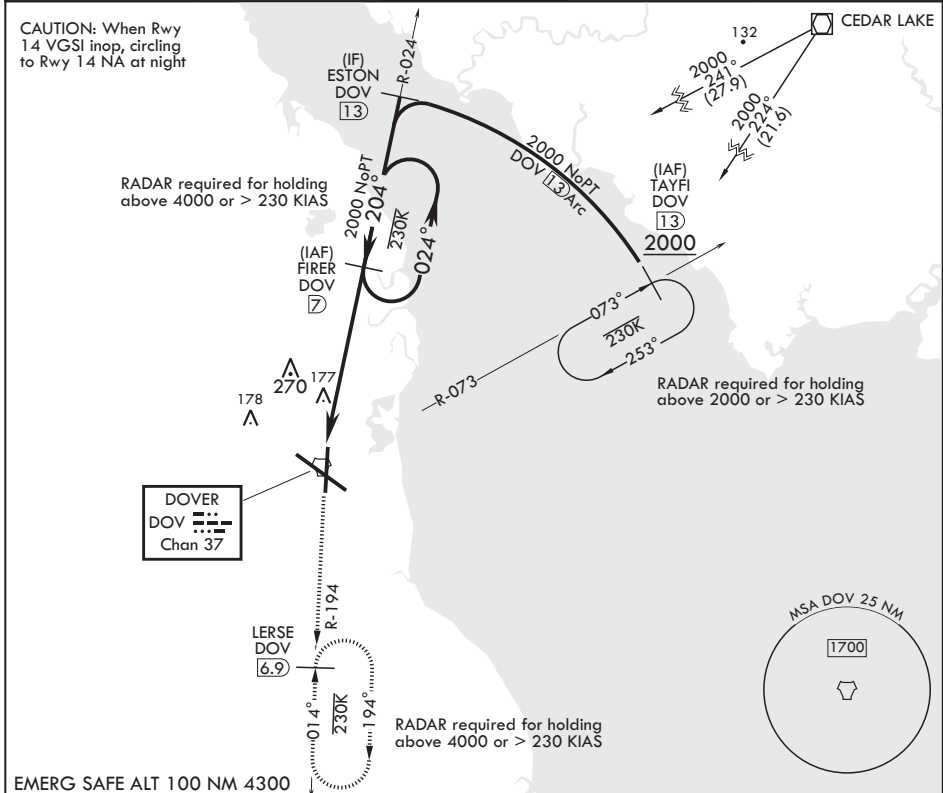 CAUTION: When Rwy
14 VGSI inop, circling
to Rwy 14 NA at night
(IF)
ESTON
DOV
13
R-024
132
CEDAR LAKE
2000
241°
(27.9)
2000
224°
(21.6)
2000 NoPT
DOV 13 Arc
(IAF)
TAYFI
DOV
13
2000
RADAR required for holding
above 4000 or > 230 KIAS
2000 NoPT
204°
230K
024°
(IAF)
FIRER
DOV
7
073°
230K
253°
R-073
RADAR required for holding
above 2000 or > 230 KIAS
270
177
178
DOVER
DOV
Chan 37
R-194
LERSE
DOV
6.9
014°
230K
194°
RADAR required for holding
above 4000 or > 230 KIAS
MSA DOV 25 NM
1700
EMERG SAFE ALT 100 NM 4300